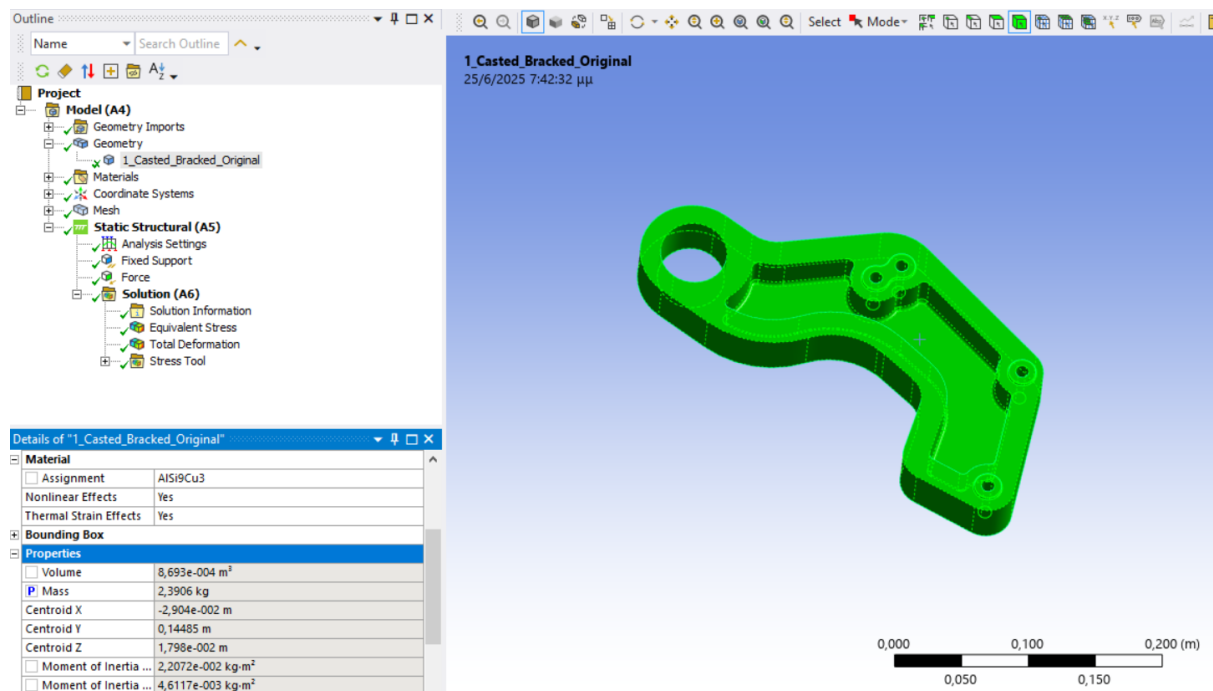 Outline
Name
Search Outline
Project
Model (A4)
Geometry Imports
Geometry
1_Casted_Bracked_Original
Materials
Coordinate Systems
Mesh
Static Structural (A5)
Analysis Settings
Fixed Support
Force
Solution (A6)
Solution Information
Equivalent Stress
Total Deformation
Stress Tool
Details of "1_Casted_Bracked_Original"
Material
Assignment AlSi9Cu3
Nonlinear Effects Yes
Thermal Strain Effects Yes
Bounding Box
Properties
Volume 8,693e-004 m³
P Mass 2,3906 kg
Centroid X -2,904e-002 m
Centroid Y 0,14485 m
Centroid Z 1,798e-002 m
Moment of Inertia ... 2,2072e-002 kg·m²
Moment of Inertia ... 4,6117e-003 kg·m²
Select Mode
1_Casted_Bracked_Original
25/6/2025 7:42:32 μμ
0,000 0,100 0,200 (m)
0,050 0,150